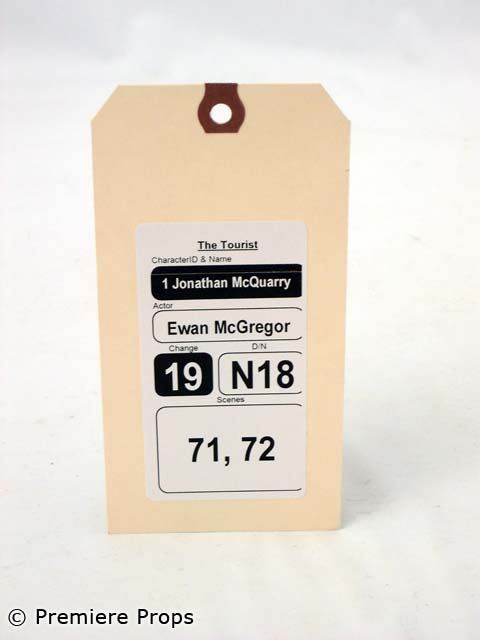 The Tourist
CharacterID & Name
1 Jonathan McQuarry
Actor
Ewan McGregor
Change
D/N
19
N18
Scenes
71, 72
© Premiere Props